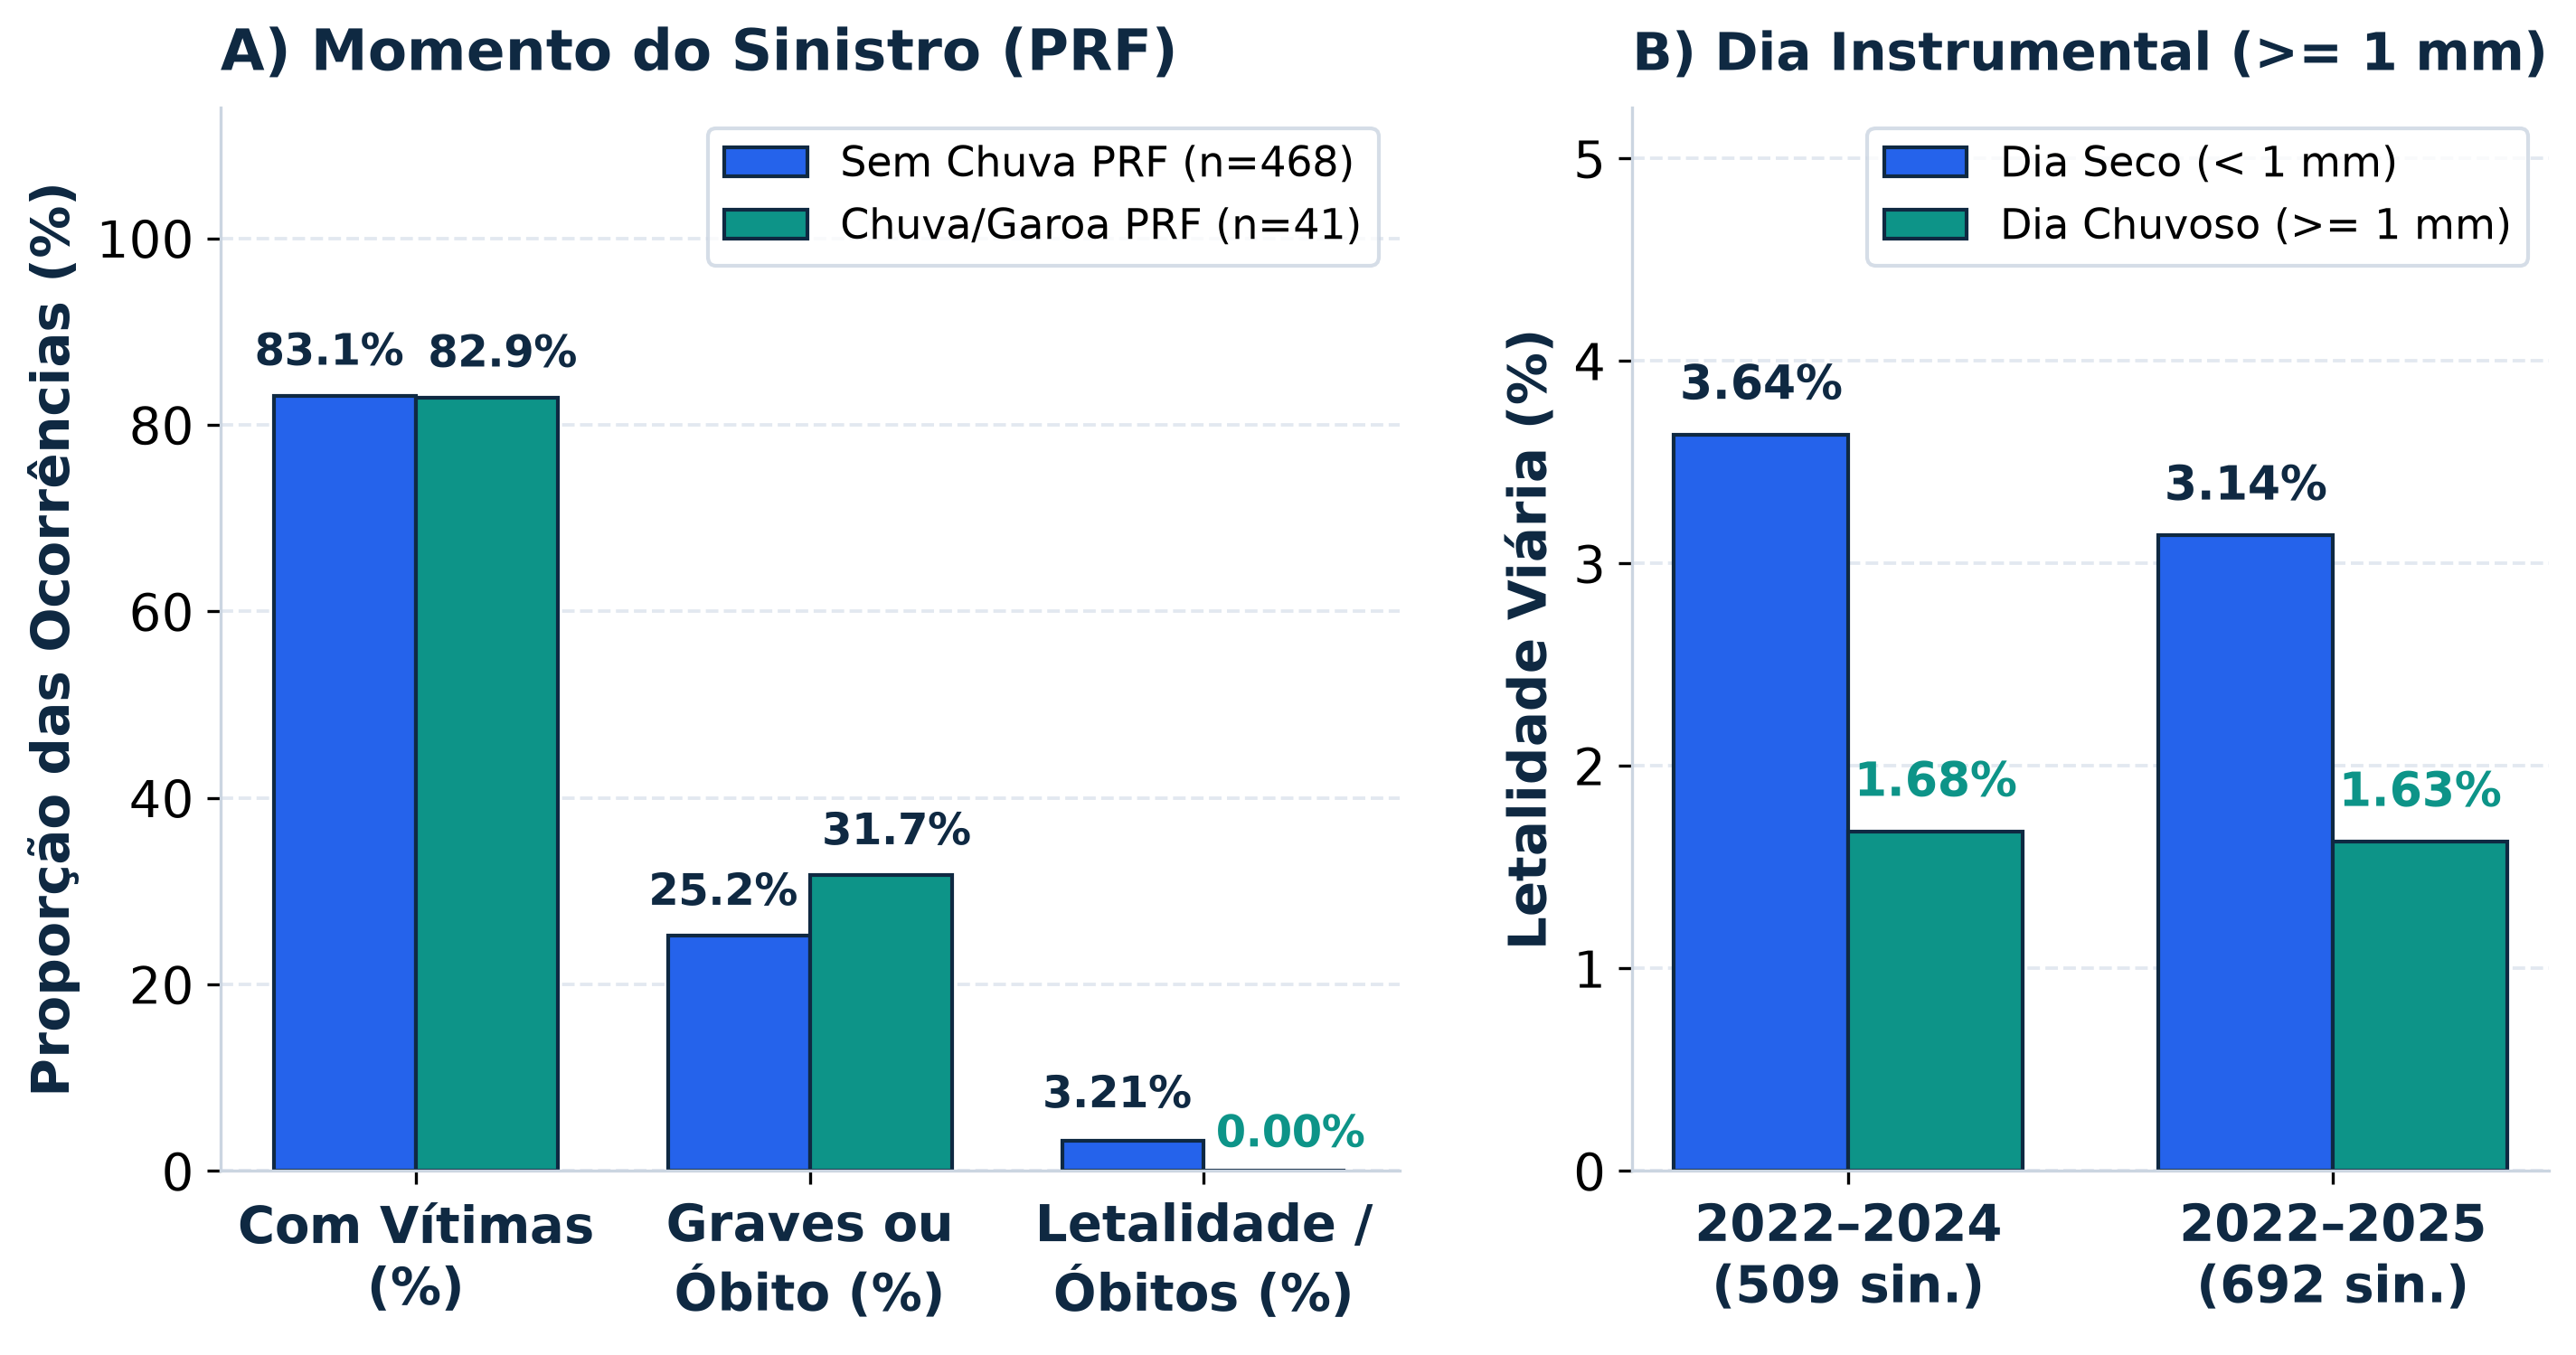 A) Momento do Sinistro (PRF)
Proporção das Ocorrências (%)
100
80
60
40
20
0
Sem Chuva PRF (n=468)
Chuva/Garoa PRF (n=41)
83.1%
82.9%
25.2%
31.7%
3.21%
0.00%
Com Vítimas
(%)
Graves ou
Óbito (%)
Letalidade /
Óbitos (%)
B) Dia Instrumental (>= 1 mm)
Letalidade Viária (%)
5
4
3
2
1
0
Dia Seco (< 1 mm)
Dia Chuvoso (>= 1 mm)
3.64%
1.68%
3.14%
1.63%
2022–2024
(509 sin.)
2022–2025
(692 sin.)